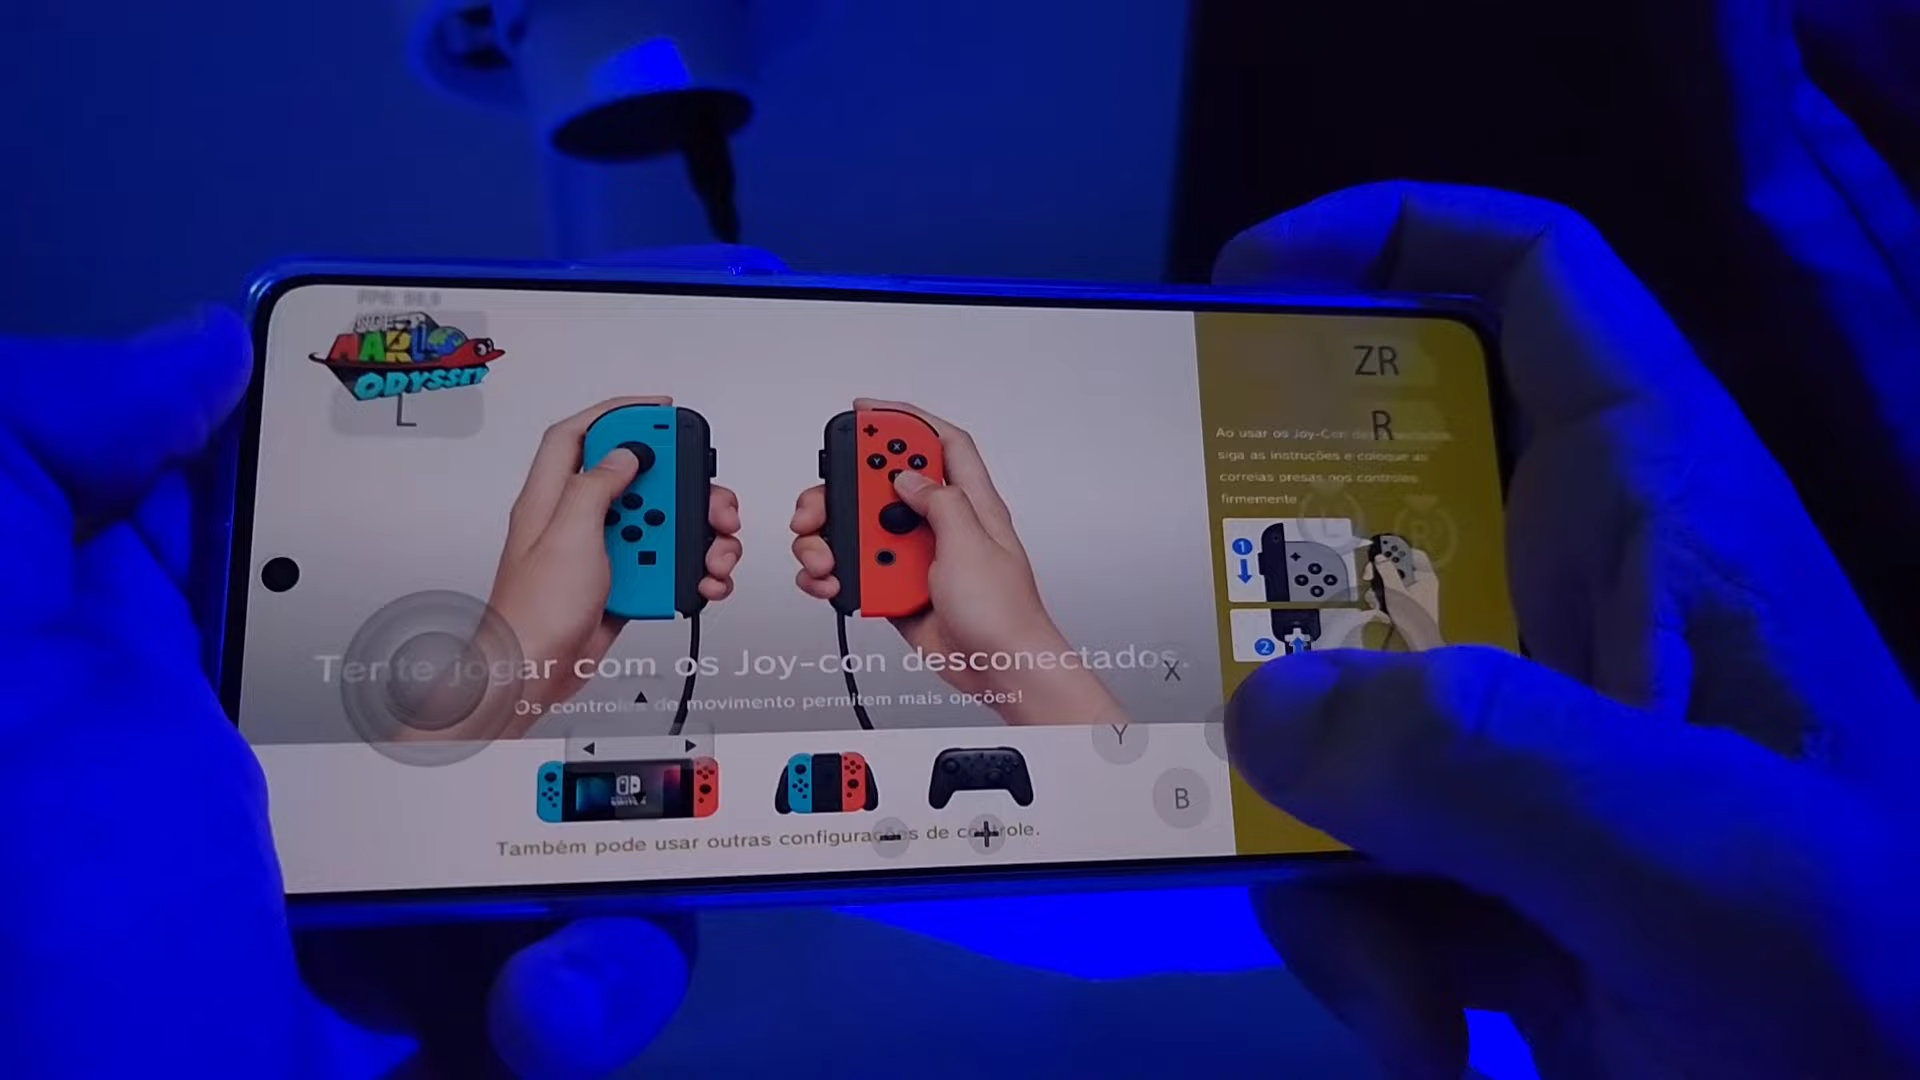 MARIO
ODYSSEY
L
ZR
R
Ao usar os Joy-Con
siga as instruções e coloque as
correias presas nos controles
firmemente
L
R
1
2
X Y A
Tente jogar com os Joy-con desconectados.
Os controles de movimento permitem mais opções!
X
Y
B
Também pode usar outras configurações de controle.